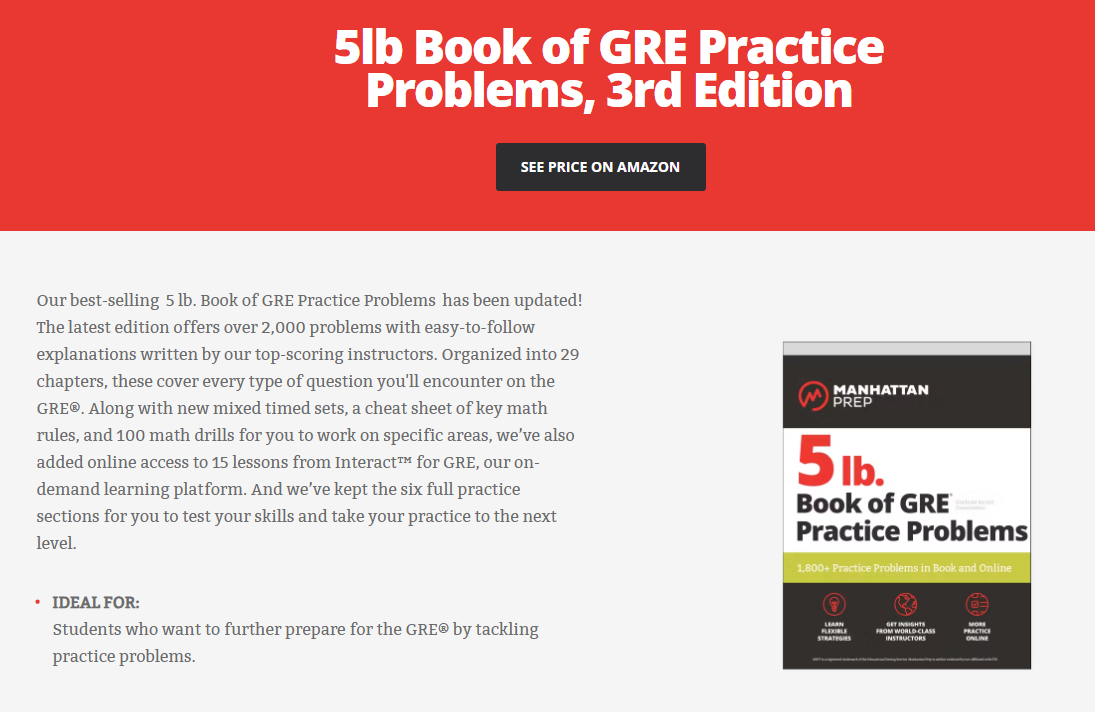 5lb Book of GRE Practice
Problems, 3rd Edition
SEE PRICE ON AMAZON
Our best-selling 5 lb. Book of GRE Practice Problems has been updated!
The latest edition offers over 2,000 problems with easy-to-follow
explanations written by our top-scoring instructors. Organized into 29
chapters, these cover every type of question you'll encounter on the
GRE®. Along with new mixed timed sets, a cheat sheet of key math
rules, and 100 math drills for you to work on specific areas, we’ve also
added online access to 15 lessons from Interact™ for GRE, our on-
demand learning platform. And we’ve kept the six full practice
sections for you to test your skills and take your practice to the next
level.
• IDEAL FOR:
Students who want to further prepare for the GRE® by tackling
practice problems.
MANHATTAN
PREP
5 lb.
Book of GRE®
Practice Problems
1,800+ Practice Problems in Book and Online
LEARN
FLEXIBLE
STRATEGIES
GET INSIGHTS
FROM WORLD-CLASS
INSTRUCTORS
MORE
PRACTICE
ONLINE